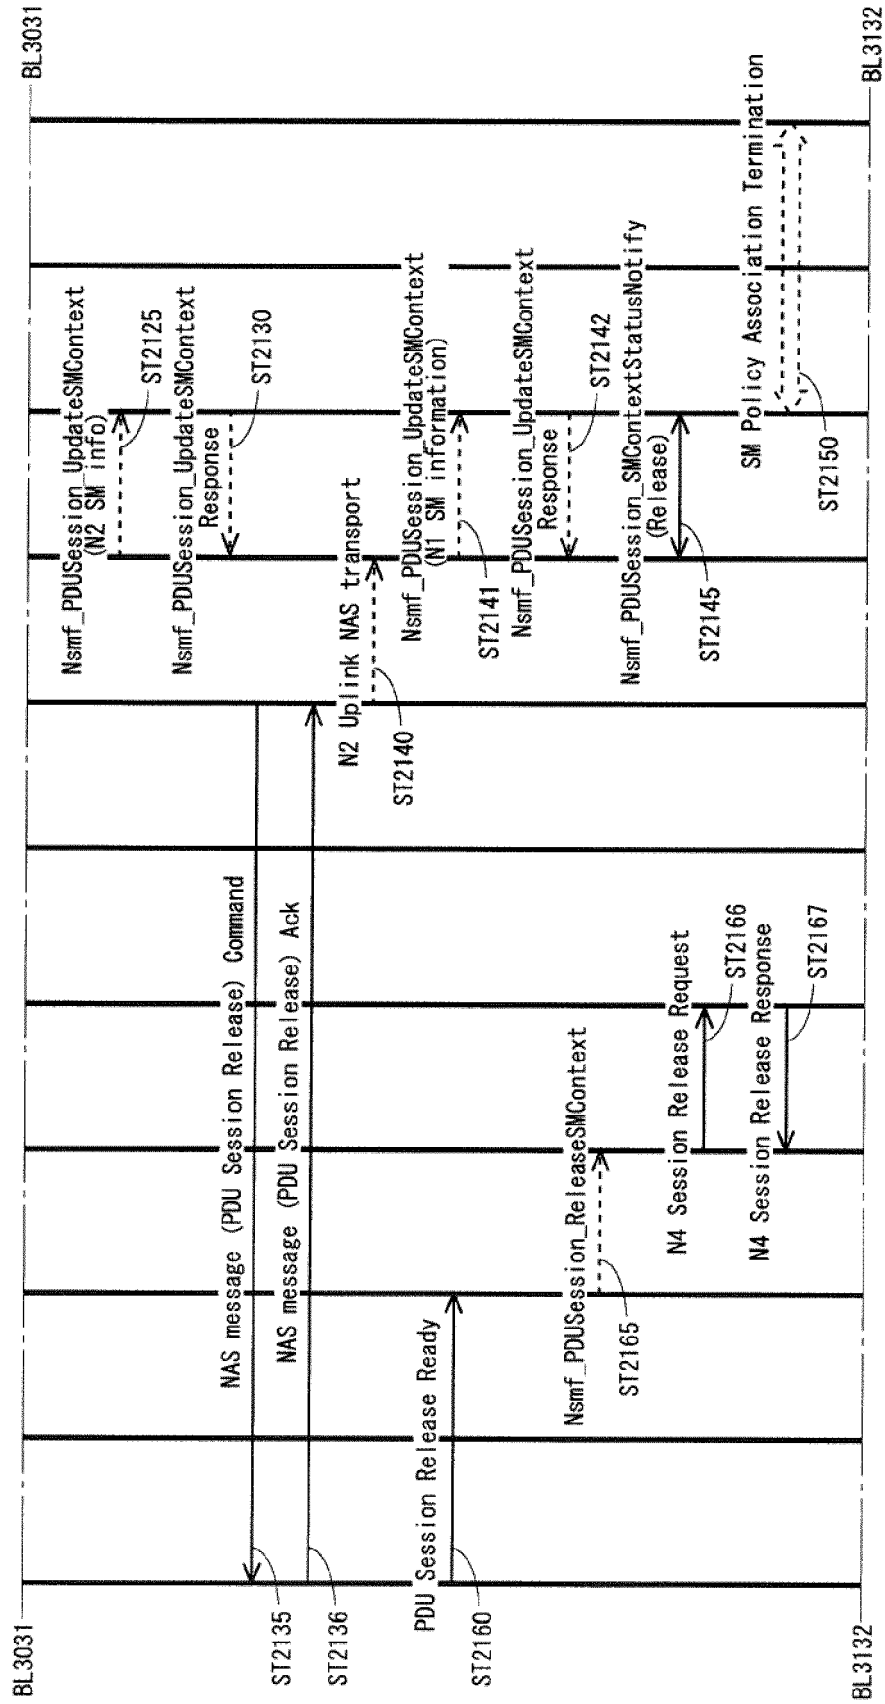 BL3031
BL3031
Nsmf_PDUSession_UpdateSMContext
(N2 SM info)
ST2125
Nsmf_PDUSession_UpdateSMContext
Response
ST2130
NAS message (PDU Session Release) Command
ST2135
NAS message (PDU Session Release) Ack
ST2136
N2 Uplink NAS transport
ST2140
Nsmf_PDUSession_UpdateSMContext
(N1 SM information)
ST2141
PDU Session Release Ready
ST2160
Nsmf_PDUSession_UpdateSMContext
Response
ST2142
Nsmf_PDUSession_ReleaseSMContext
ST2165
Nsmf_PDUSession_SMContextStatusNotify
(Release)
ST2145
N4 Session Release Request
ST2166
SM Policy Association Termination
ST2150
N4 Session Release Response
ST2167
BL3132
BL3132